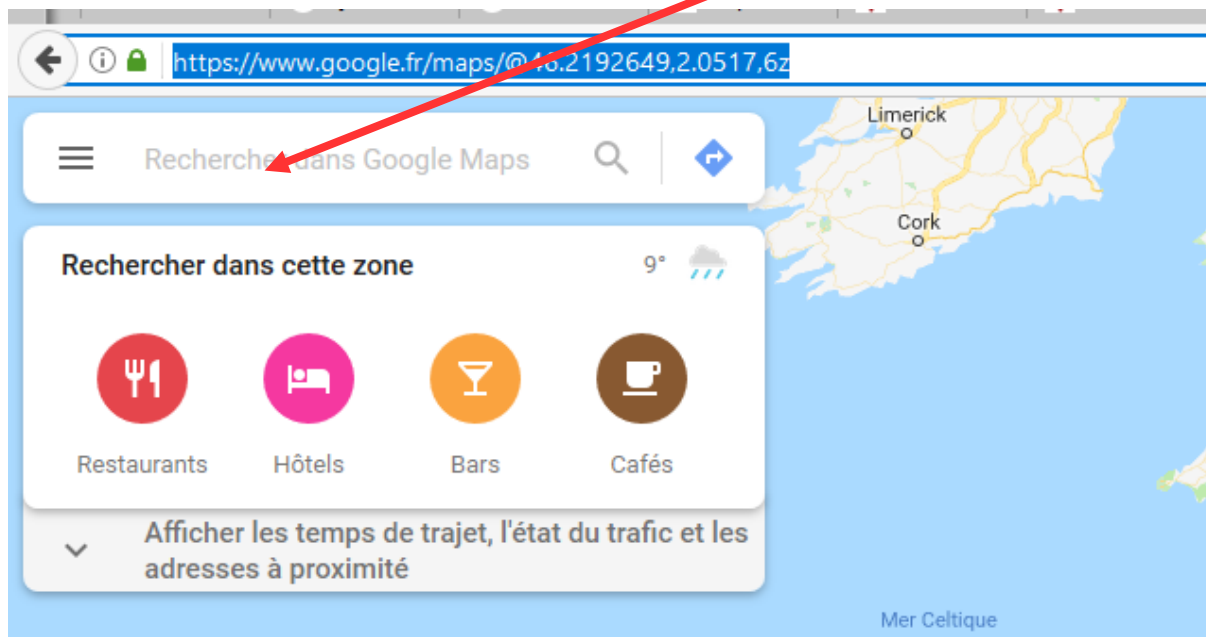 https://www.google.fr/maps/@46.2192649,2.0517,6z
Rechercher dans Google Maps
Limerick
Cork
Rechercher dans cette zone
9°
Restaurants Hôtels Bars Cafés
Afficher les temps de trajet, l'état du trafic et les
adresses à proximité
Mer Celtique